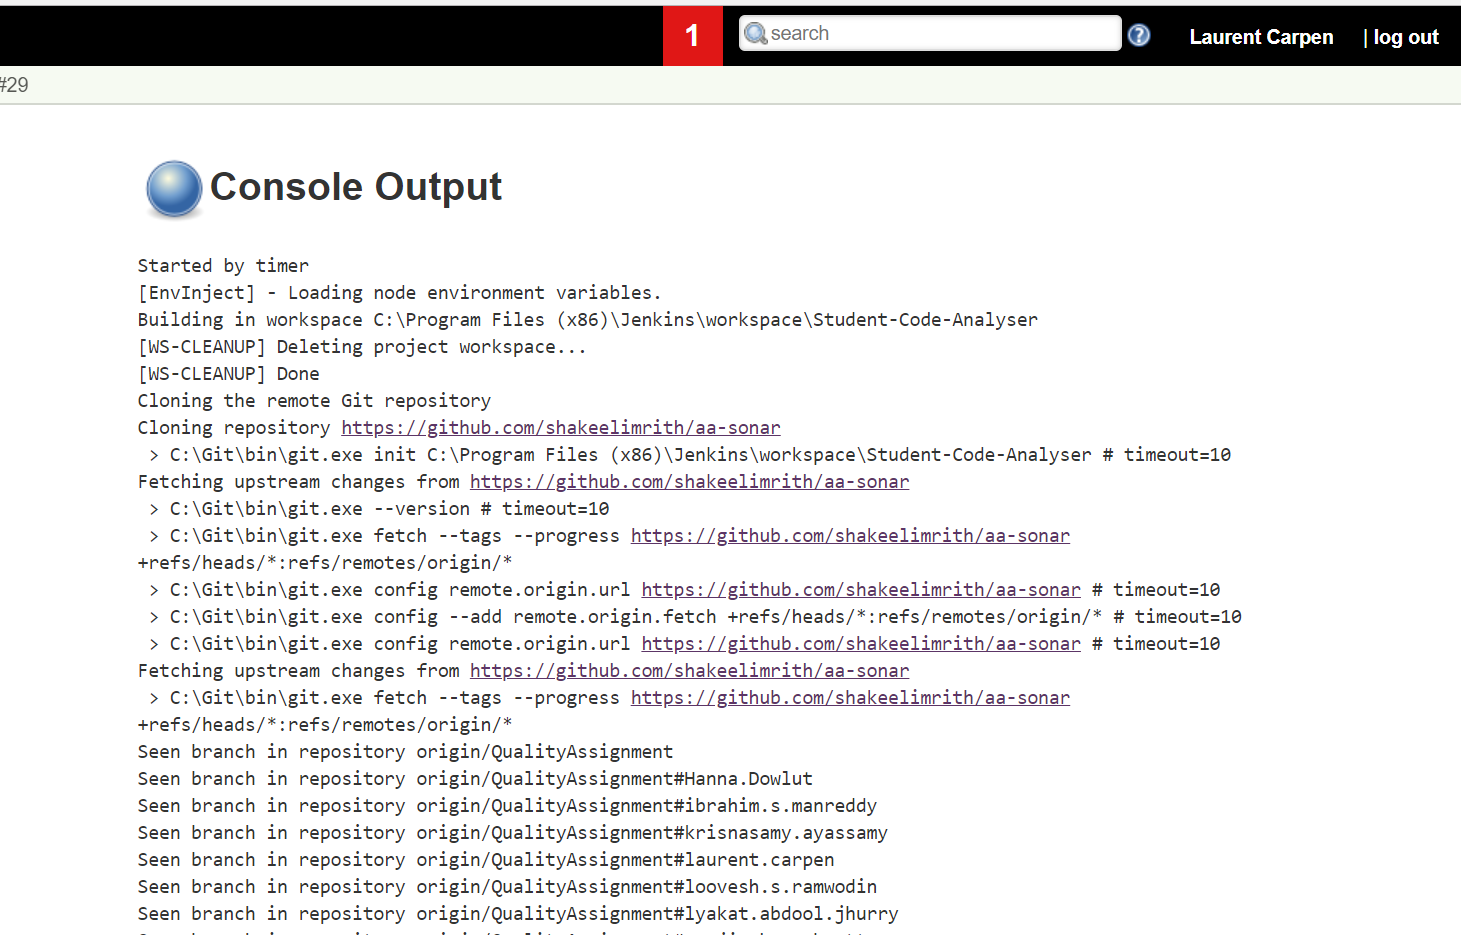 1 search ? Laurent Carpen | log out
#29
Console Output
Started by timer
[EnvInject] - Loading node environment variables.
Building in workspace C:\Program Files (x86)\Jenkins\workspace\Student-Code-Analyser
[WS-CLEANUP] Deleting project workspace...
[WS-CLEANUP] Done
Cloning the remote Git repository
Cloning repository https://github.com/shakeelimrith/aa-sonar
> C:\Git\bin\git.exe init C:\Program Files (x86)\Jenkins\workspace\Student-Code-Analyser # timeout=10
Fetching upstream changes from https://github.com/shakeelimrith/aa-sonar
> C:\Git\bin\git.exe --version # timeout=10
> C:\Git\bin\git.exe fetch --tags --progress https://github.com/shakeelimrith/aa-sonar
+refs/heads/*:refs/remotes/origin/*
> C:\Git\bin\git.exe config remote.origin.url https://github.com/shakeelimrith/aa-sonar # timeout=10
> C:\Git\bin\git.exe config --add remote.origin.fetch +refs/heads/*:refs/remotes/origin/* # timeout=10
> C:\Git\bin\git.exe config remote.origin.url https://github.com/shakeelimrith/aa-sonar # timeout=10
Fetching upstream changes from https://github.com/shakeelimrith/aa-sonar
> C:\Git\bin\git.exe fetch --tags --progress https://github.com/shakeelimrith/aa-sonar
+refs/heads/*:refs/remotes/origin/*
Seen branch in repository origin/QualityAssignment
Seen branch in repository origin/QualityAssignment#Hanna.Dowlut
Seen branch in repository origin/QualityAssignment#ibrahim.s.manreddy
Seen branch in repository origin/QualityAssignment#krisnasamy.ayassamy
Seen branch in repository origin/QualityAssignment#laurent.carpen
Seen branch in repository origin/QualityAssignment#loovesh.s.ramwodin
Seen branch in repository origin/QualityAssignment#lyakat.abdool.jhurry